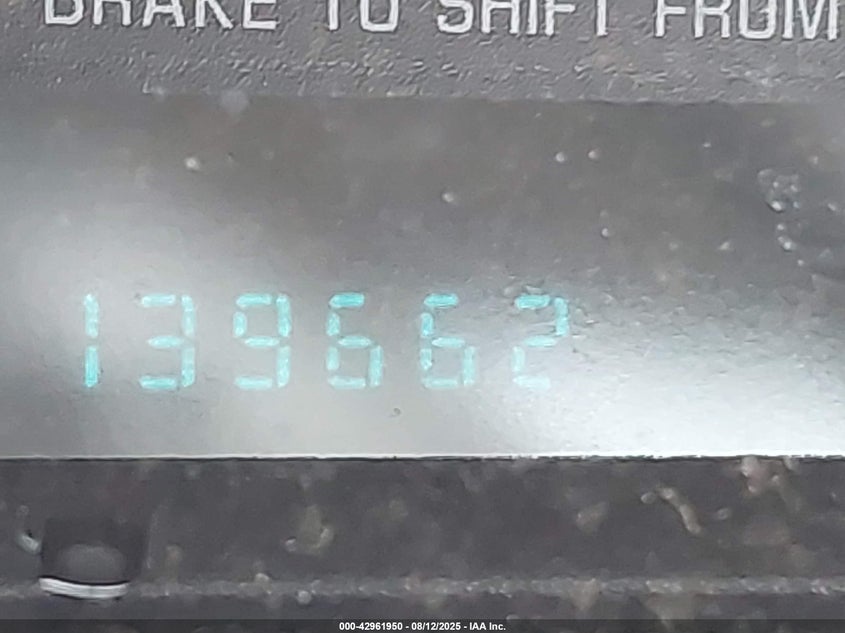 BRAKE TO SHIFT FROM
139662
000-42961950 - 08/12/2025 - IAA Inc.